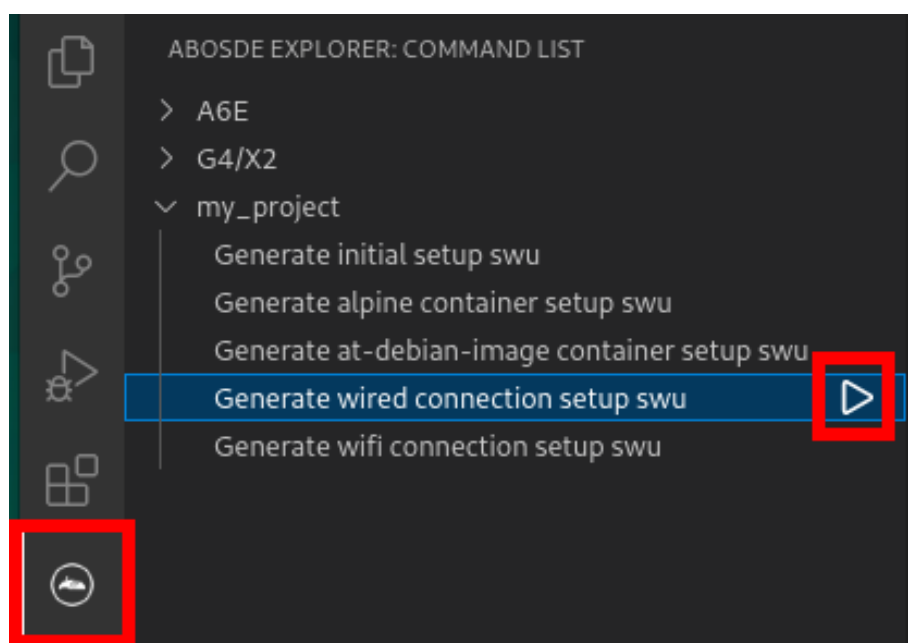 ABOSDE EXPLORER: COMMAND LIST
A6E
G4/X2
my_project
Generate initial setup swu
Generate alpine container setup swu
Generate at-debian-image container setup swu
Generate wired connection setup swu
Generate wifi connection setup swu